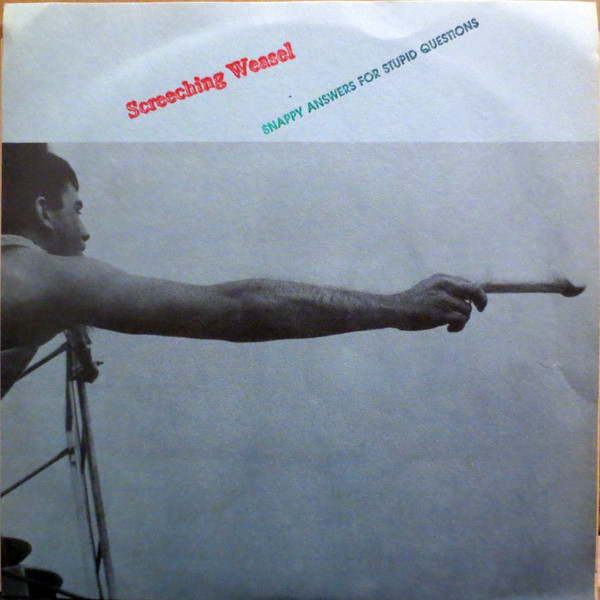 Screeching Weasel
SNAPPY ANSWERS FOR STUPID QUESTIONS